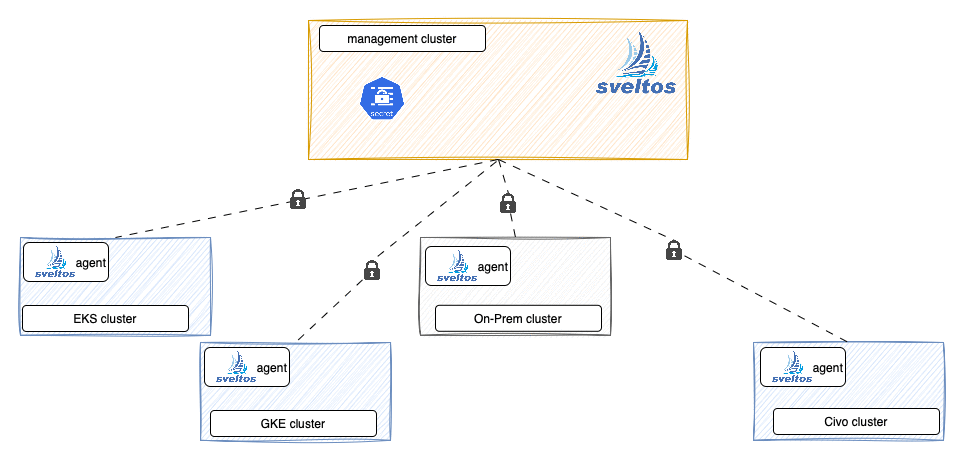 management cluster
sveltos
secret
sveltos
agent
EKS cluster
sveltos
agent
On-Prem cluster
sveltos
agent
GKE cluster
sveltos
agent
Civo cluster